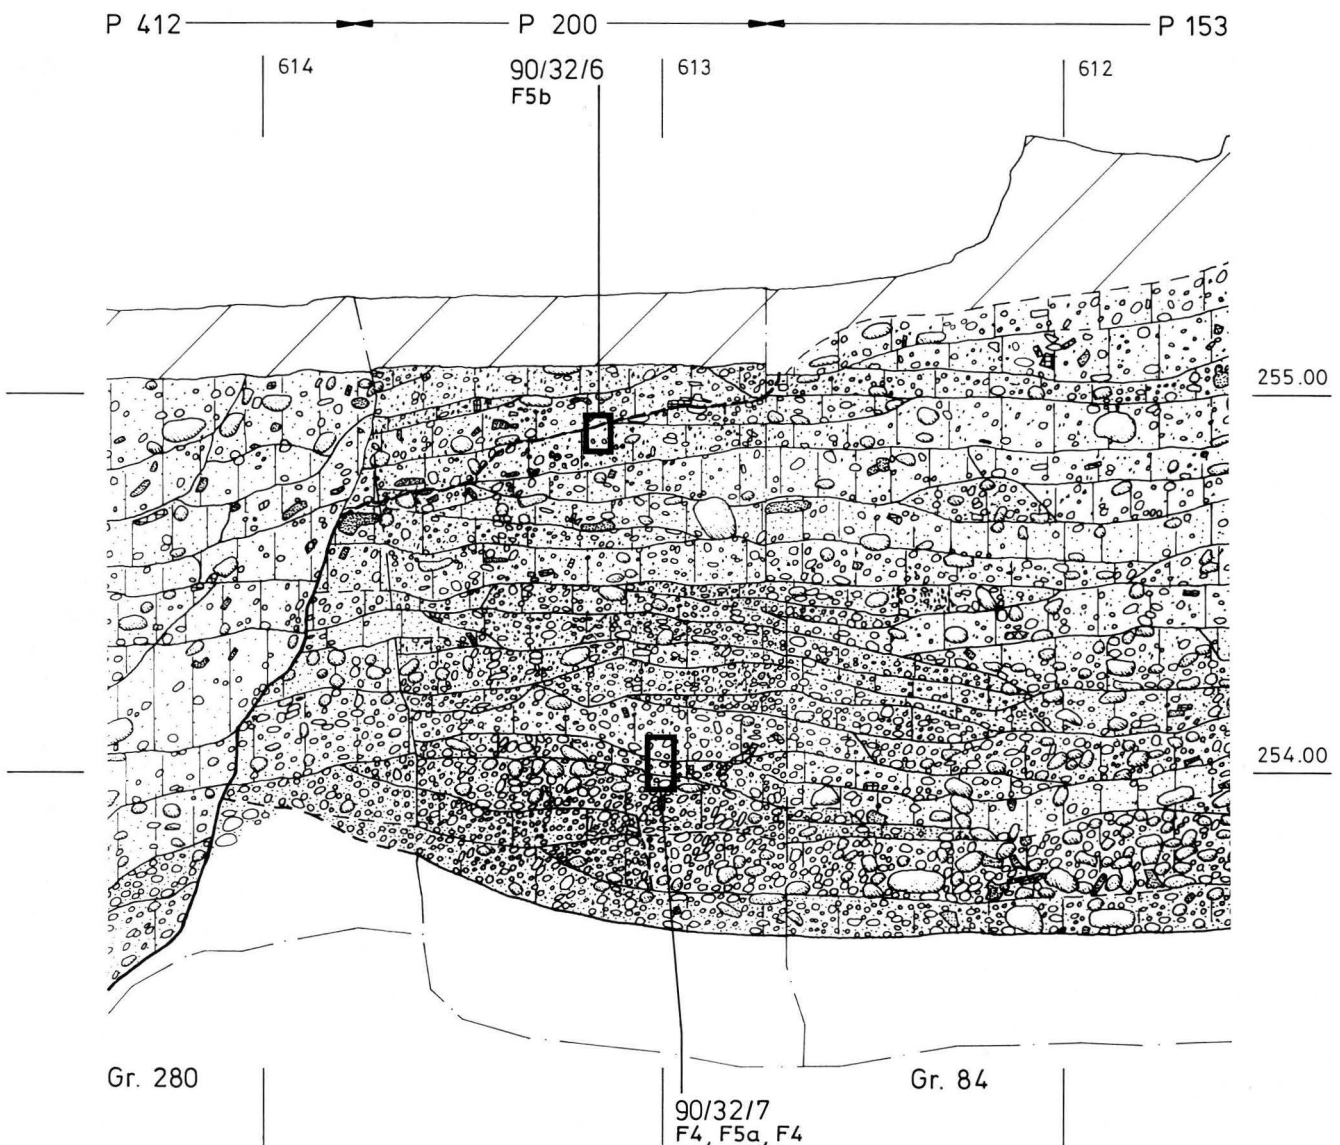 P 412 P 200 P 153
614 613 612
90/32/6
F5b
255.00
254.00
Gr. 280 Gr. 84
90/32/7
F4, F5a, F4